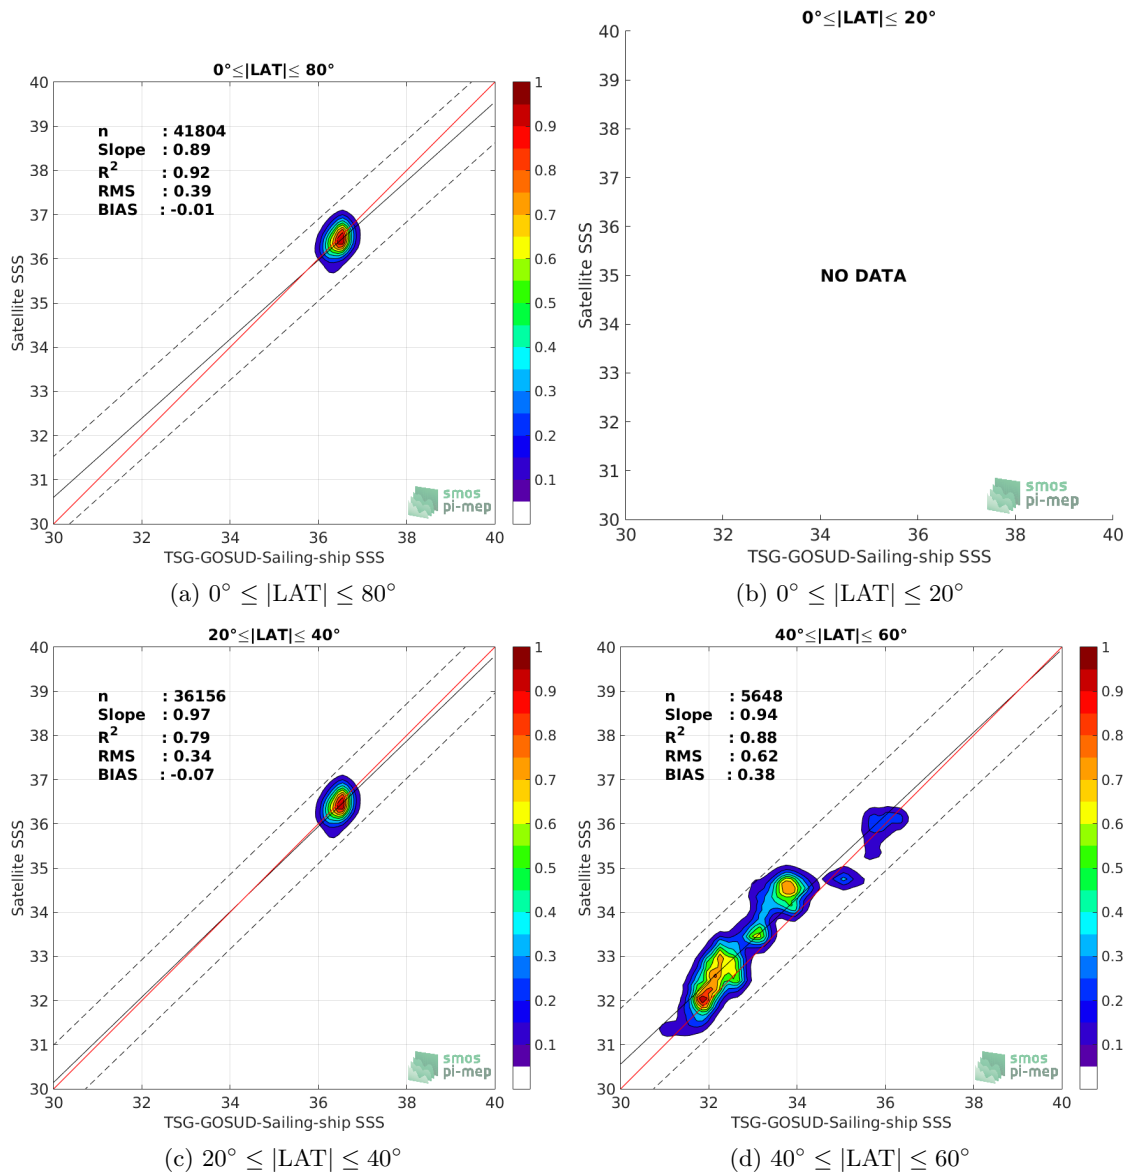 0°≤|LAT|≤ 80°
40
39
38
37
36
35
34
33
32
31
30
30 32 34 36 38 40
Satellite SSS
TSG-GOSUD-Sailing-ship SSS
n : 41804
Slope : 0.89
R² : 0.92
RMS : 0.39
BIAS : -0.01
1
0.9
0.8
0.7
0.6
0.5
0.4
0.3
0.2
0.1
smos
pi-mep
(a) 0° ≤ |LAT| ≤ 80°
0°≤|LAT|≤ 20°
40
39
38
37
36
35
34
33
32
31
30
30 32 34 36 38 40
Satellite SSS
TSG-GOSUD-Sailing-ship SSS
NO DATA
smos
pi-mep
(b) 0° ≤ |LAT| ≤ 20°
20°≤|LAT|≤ 40°
40
39
38
37
36
35
34
33
32
31
30
30 32 34 36 38 40
Satellite SSS
TSG-GOSUD-Sailing-ship SSS
n : 36156
Slope : 0.97
R² : 0.79
RMS : 0.34
BIAS : -0.07
1
0.9
0.8
0.7
0.6
0.5
0.4
0.3
0.2
0.1
smos
pi-mep
(c) 20° ≤ |LAT| ≤ 40°
40°≤|LAT|≤ 60°
40
39
38
37
36
35
34
33
32
31
30
30 32 34 36 38 40
Satellite SSS
TSG-GOSUD-Sailing-ship SSS
n : 5648
Slope : 0.94
R² : 0.88
RMS : 0.62
BIAS : 0.38
1
0.9
0.8
0.7
0.6
0.5
0.4
0.3
0.2
0.1
smos
pi-mep
(d) 40° ≤ |LAT| ≤ 60°